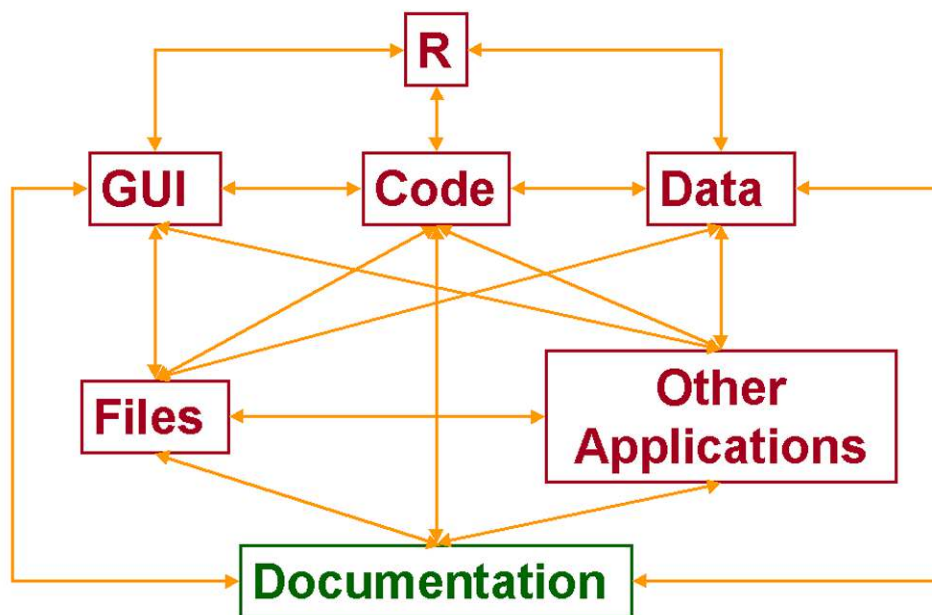 R
GUI
Code
Data
Files
Other
Applications
Documentation